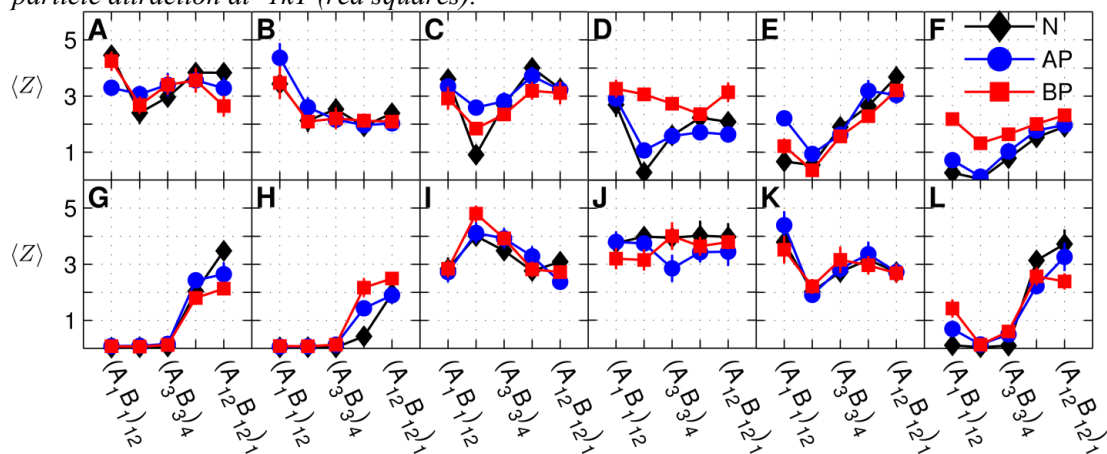 particle attraction at -1kT (red squares).
A B C D E F
N
AP
BP
⟨Z⟩
5
3
1
G H I J K L
⟨Z⟩
5
3
1
(A₁B₁)₁₂ (A₃B₃)₄ (A₁₂B₁₂)₁ (A₁B₁)₁₂ (A₃B₃)₄ (A₁₂B₁₂)₁ (A₁B₁)₁₂ (A₃B₃)₄ (A₁₂B₁₂)₁ (A₁B₁)₁₂ (A₃B₃)₄ (A₁₂B₁₂)₁ (A₁B₁)₁₂ (A₃B₃)₄ (A₁₂B₁₂)₁ (A₁B₁)₁₂ (A₃B₃)₄ (A₁₂B₁₂)₁